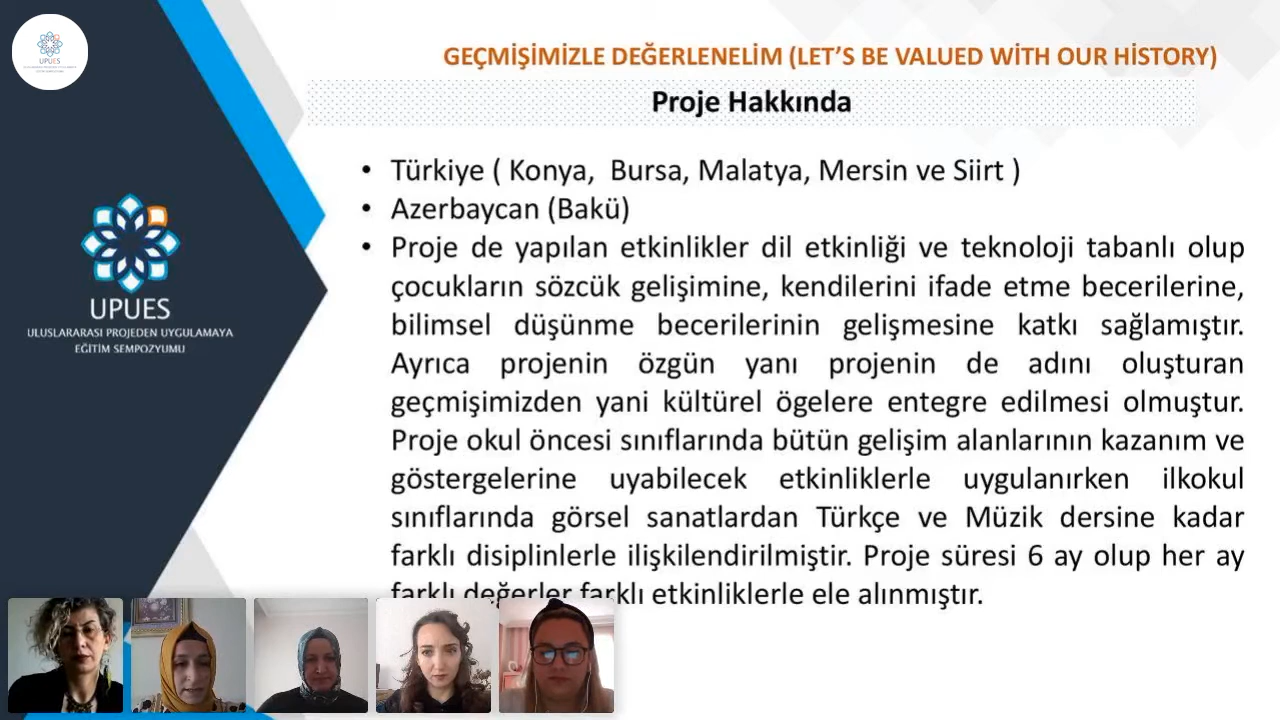 UPUES
GEÇMİŞİMİZLE DEĞERLENELİM (LET'S BE VALUED WİTH OUR HİSTORY)
Proje Hakkında
• Türkiye ( Konya, Bursa, Malatya, Mersin ve Siirt )
• Azerbaycan (Bakü)
• Proje de yapılan etkinlikler dil etkinliği ve teknoloji tabanlı olup
çocukların sözcük gelişimine, kendilerini ifade etme becerilerine,
bilimsel düşünme becerilerinin gelişmesine katkı sağlamıştır.
Ayrıca projenin özgün yanı projenin de adını oluşturan
geçmişimizden yani kültürel ögelere entegre edilmesi olmuştur.
Proje okul öncesi sınıflarında bütün gelişim alanlarının kazanım ve
göstergelerine uyabilecek etkinliklerle uygulanırken ilkokul
sınıflarında görsel sanatlardan Türkçe ve Müzik dersine kadar
farklı disiplinlerle ilişkilendirilmiştir. Proje süresi 6 ay olup her ay
farklı değerler farklı etkinliklerle ele alınmıştır.
UPUES
ULUSLARARASI PROJEDEN UYGULAMAYA
EĞİTİM SEMPOZYUMU